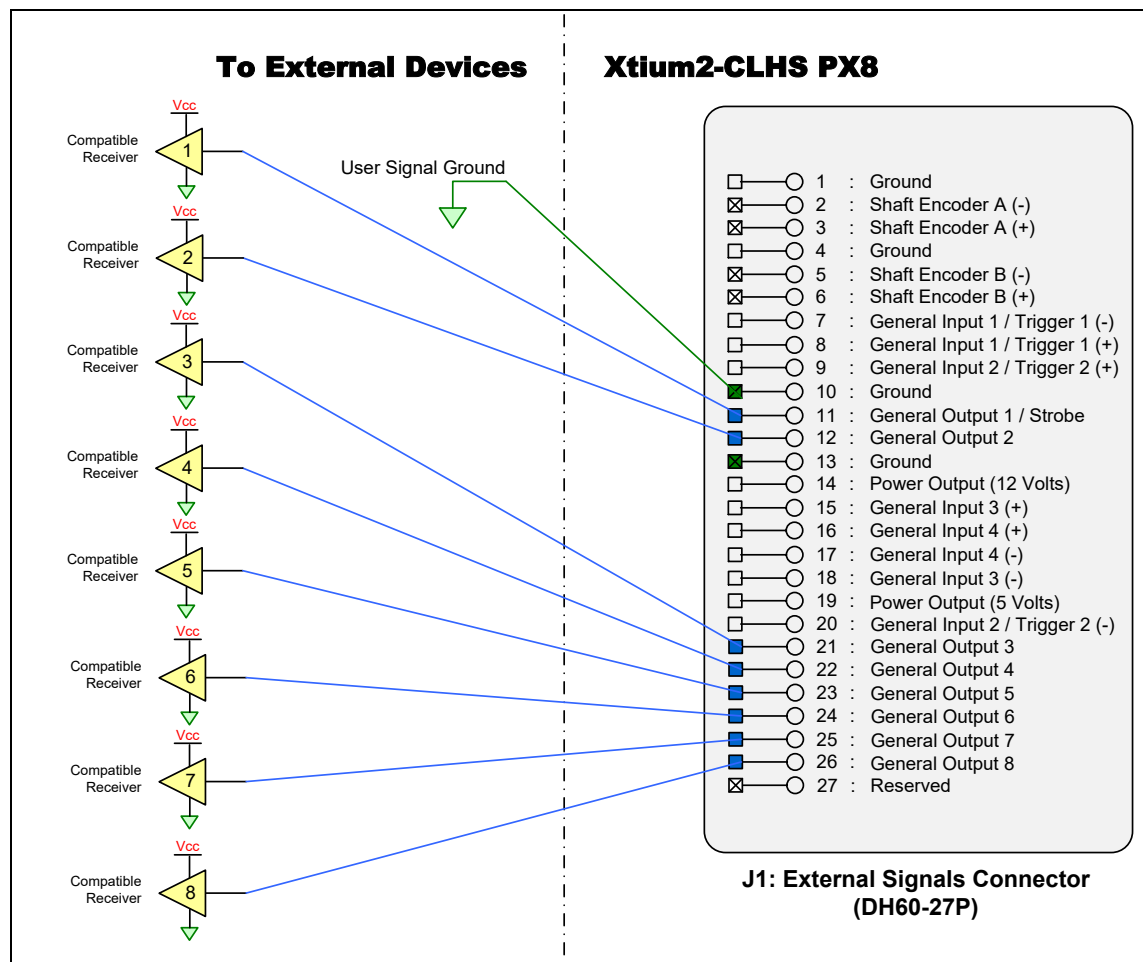 To External Devices
Xtium2-CLHS PX8
Vcc
Compatible
Receiver
1
User Signal Ground
Vcc
Compatible
Receiver
2
Vcc
Compatible
Receiver
3
Vcc
Compatible
Receiver
4
Vcc
Compatible
Receiver
5
Vcc
Compatible
Receiver
6
Vcc
Compatible
Receiver
7
Vcc
Compatible
Receiver
8
1 : Ground
2 : Shaft Encoder A (-)
3 : Shaft Encoder A (+)
4 : Ground
5 : Shaft Encoder B (-)
6 : Shaft Encoder B (+)
7 : General Input 1 / Trigger 1 (-)
8 : General Input 1 / Trigger 1 (+)
9 : General Input 2 / Trigger 2 (+)
10 : Ground
11 : General Output 1 / Strobe
12 : General Output 2
13 : Ground
14 : Power Output (12 Volts)
15 : General Input 3 (+)
16 : General Input 4 (+)
17 : General Input 4 (-)
18 : General Input 3 (-)
19 : Power Output (5 Volts)
20 : General Input 2 / Trigger 2 (-)
21 : General Output 3
22 : General Output 4
23 : General Output 5
24 : General Output 6
25 : General Output 7
26 : General Output 8
27 : Reserved
J1: External Signals Connector
(DH60-27P)